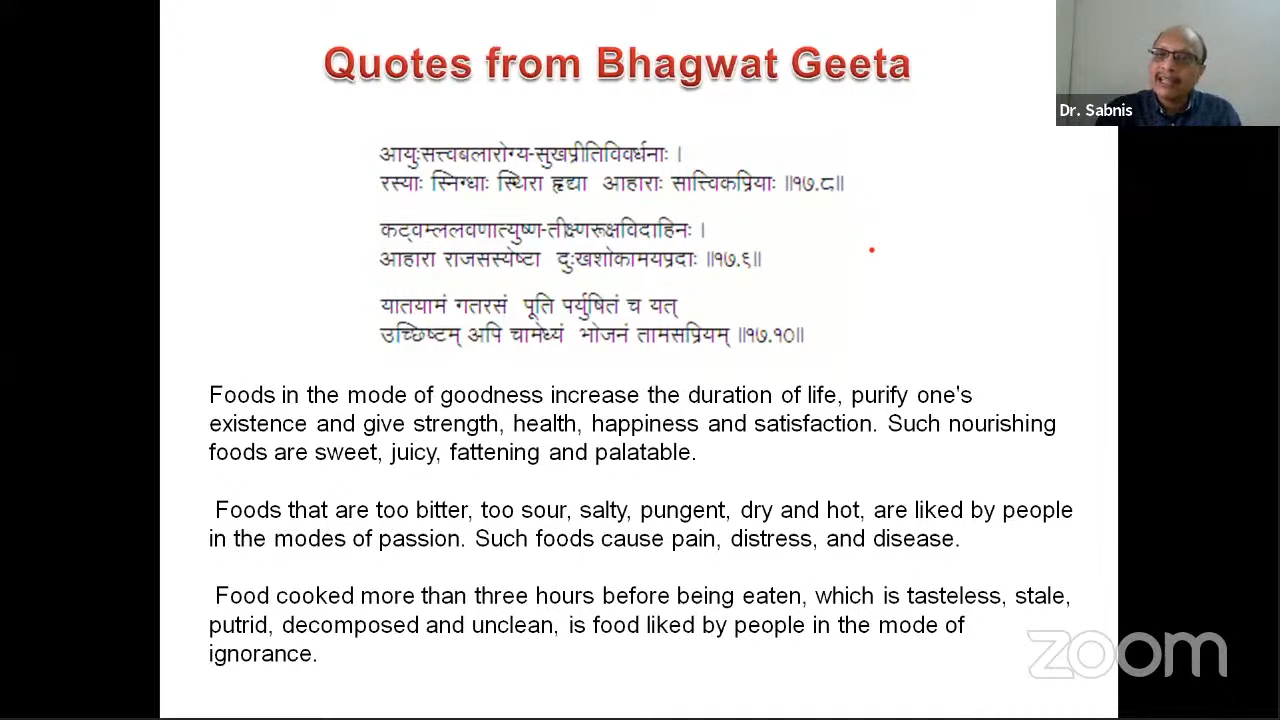 Quotes from Bhagwat Geeta
Dr. Sabnis
आयुःसत्त्वबलारोग्य-सुखप्रीतिविवर्धनाः ।
रस्याः स्निग्धाः स्थिरा हृद्या आहाराः सात्त्विकप्रियाः ॥१७.८॥
कट्वम्ललवणात्युष्ण-तीक्ष्णरूक्षविदाहिनः ।
आहारा राजसस्येष्टा दुःखशोकामयप्रदाः ॥१७.९॥
यातयामं गतरसं पूति पर्युषितं च यत्
उच्छिष्टम् अपि चामेध्यं भोजनं तामसप्रियम् ॥१७.१०॥
Foods in the mode of goodness increase the duration of life, purify one's
existence and give strength, health, happiness and satisfaction. Such nourishing
foods are sweet, juicy, fattening and palatable.
Foods that are too bitter, too sour, salty, pungent, dry and hot, are liked by people
in the modes of passion. Such foods cause pain, distress, and disease.
Food cooked more than three hours before being eaten, which is tasteless, stale,
putrid, decomposed and unclean, is food liked by people in the mode of
ignorance.
zoom